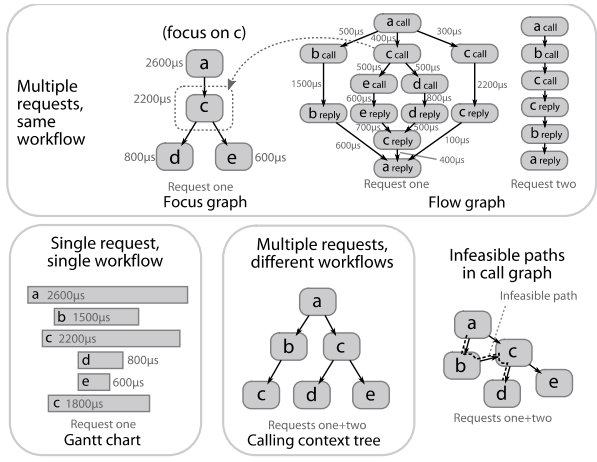 Multiple
requests,
same
workflow
(focus on c)
2600μs
a
2200μs
c
800μs
d
e
600μs
Request one
Focus graph
a call
500μs
400μs
300μs
b call
c call
c call
500μs
500μs
1500μs
e call
d call
2200μs
600μs
800μs
b reply
e reply
d reply
c reply
700μs
500μs
c reply
600μs
100μs
400μs
a reply
Request one
Flow graph
a call
b call
c call
c reply
b reply
a reply
Request two
Single request,
single workflow
a 2600μs
b 1500μs
c 2200μs
d 800μs
e 600μs
c 1800μs
Request one
Gantt chart
Multiple requests,
different workflows
a
b
c
c
d
e
Requests one+two
Calling context tree
Infeasible paths
in call graph
Infeasible path
a
b
c
d
e
Requests one+two